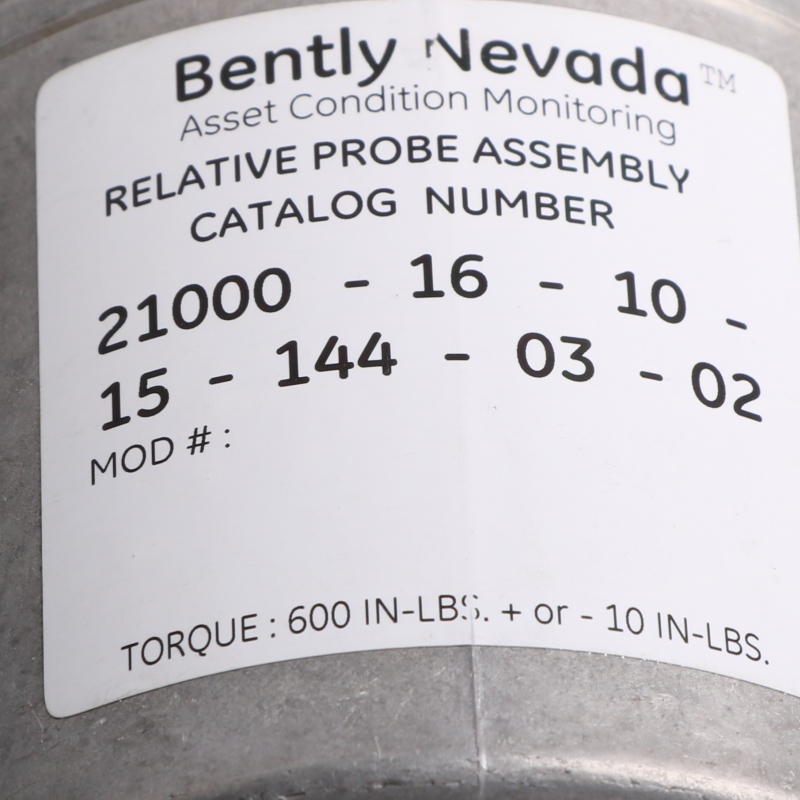 Bently Nevada™
Asset Condition Monitoring
RELATIVE PROBE ASSEMBLY
CATALOG NUMBER
21000 - 16 - 10 -
15 - 144 - 03 - 02
MOD # :
TORQUE : 600 IN-LBS. + or - 10 IN-LBS.